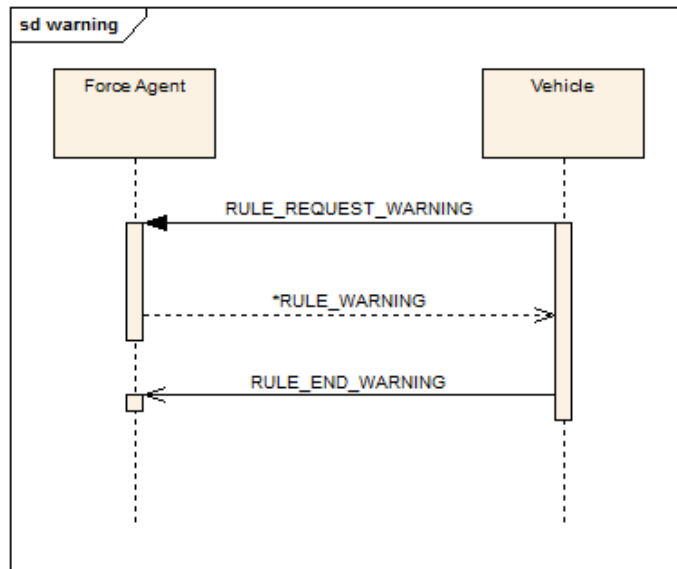 sd warning
Force Agent
Vehicle
RULE_REQUEST_WARNING
*RULE_WARNING
RULE_END_WARNING